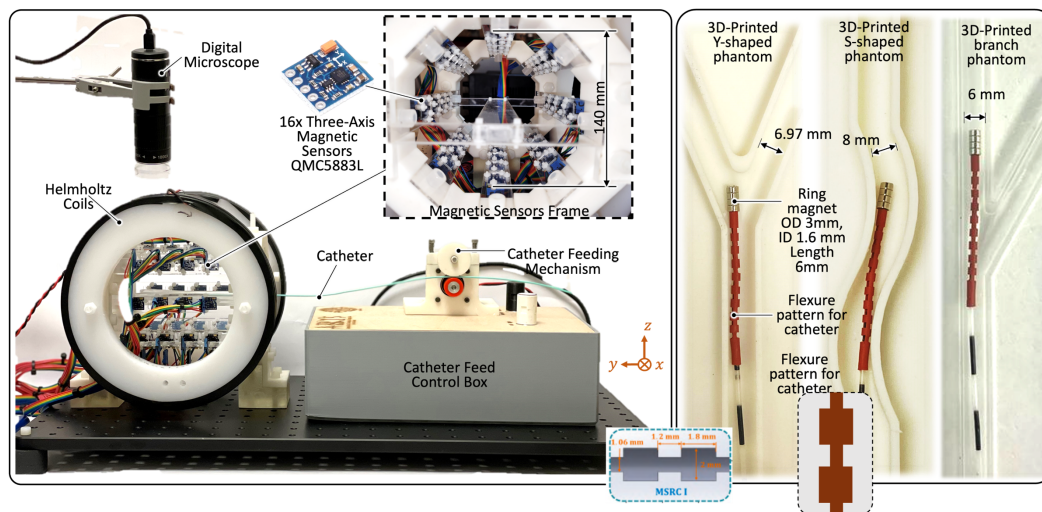 Digital
Microscope
16x Three-Axis
Magnetic
Sensors
QMC5883L
140 mm
Magnetic Sensors Frame
Helmholtz
Coils
Catheter
Catheter Feeding
Mechanism
Catheter Feed
Control Box
z
y
x
3D-Printed
Y-shaped
phantom
3D-Printed
S-shaped
phantom
3D-Printed
branch
phantom
6 mm
6.97 mm
8 mm
Ring
magnet
OD 3mm,
ID 1.6 mm
Length
6mm
Flexure
pattern for
catheter
Flexure
pattern for
catheter
1.2 mm
1.8 mm
1.06 mm
MSRC I